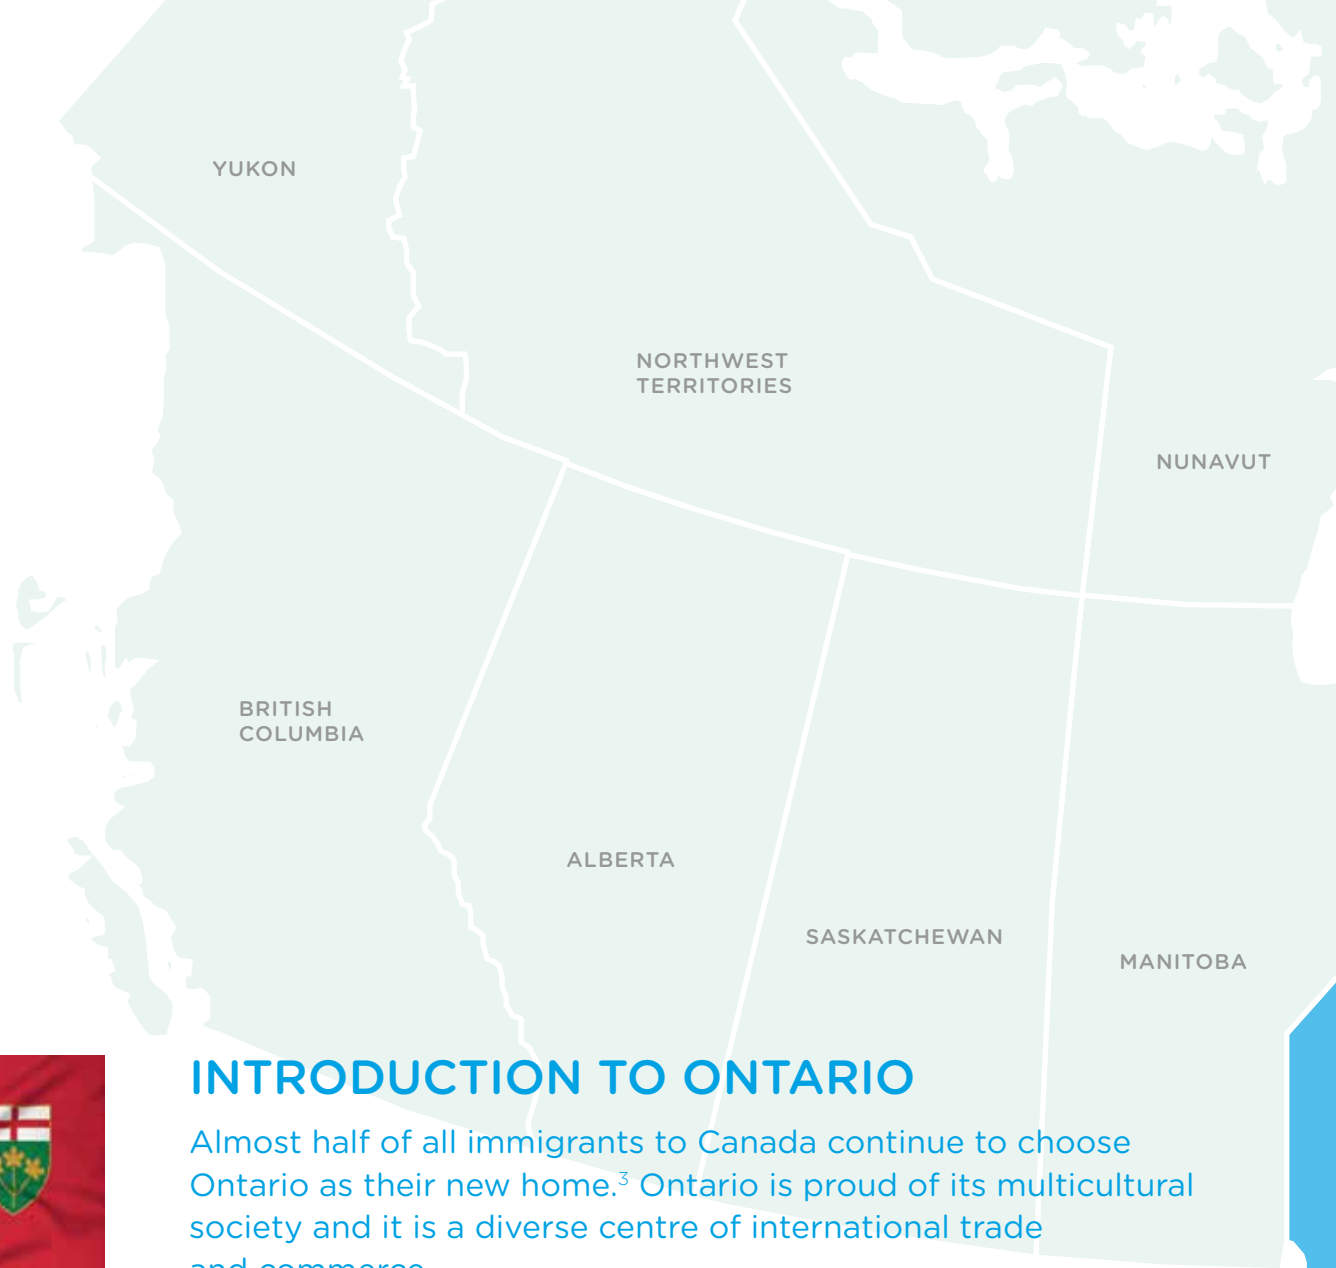 YUKON
NORTHWEST
TERRITORIES
NUNAVUT
BRITISH
COLUMBIA
ALBERTA
SASKATCHEWAN
MANITOBA
INTRODUCTION TO ONTARIO
Almost half of all immigrants to Canada continue to choose
Ontario as their new home.³ Ontario is proud of its multicultural
society and it is a diverse centre of international trade
and commerce